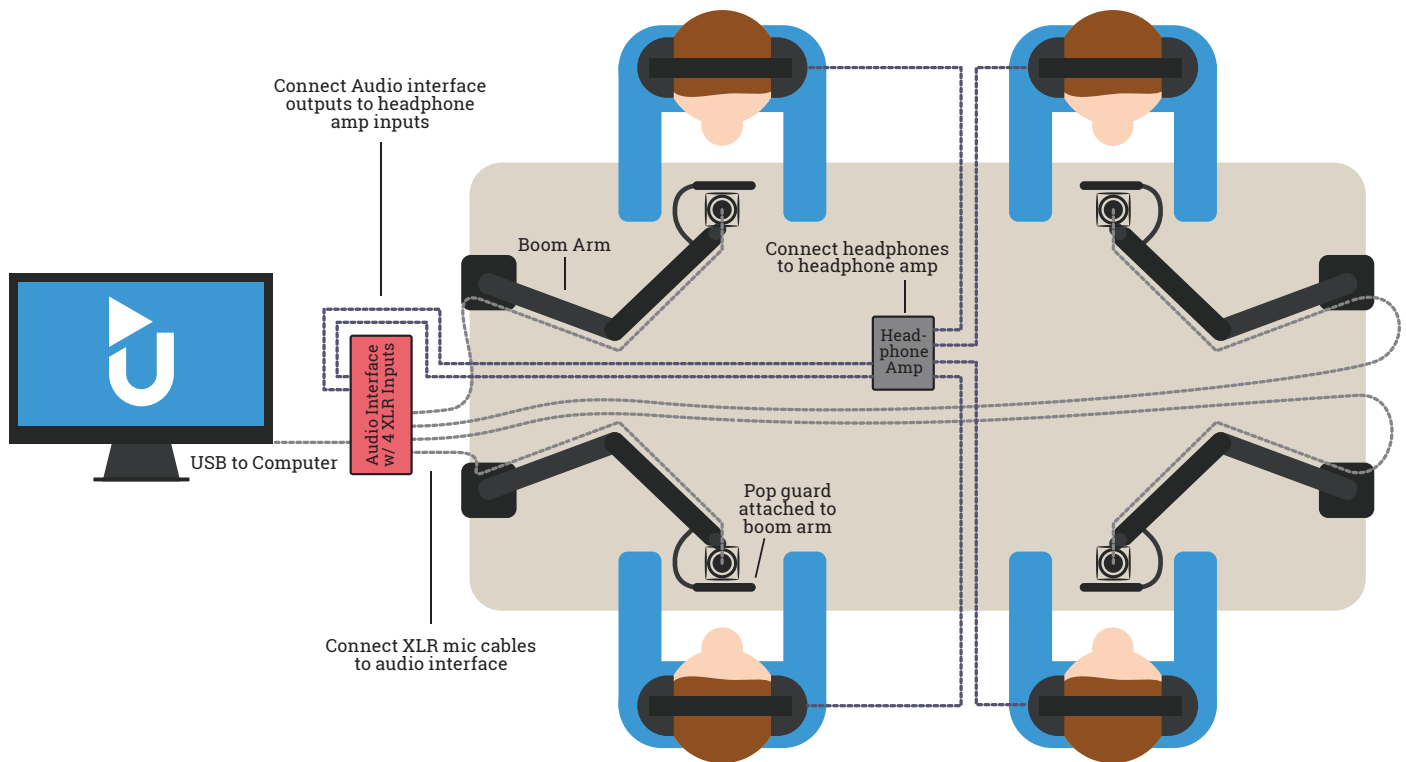 Connect Audio interface
outputs to headphone
amp inputs
Boom Arm
Connect headphones
to headphone amp
Head-
phone
Amp
Audio Interface
w/ 4 XLR Inputs
USB to Computer
Pop guard
attached to
boom arm
Connect XLR mic cables
to audio interface